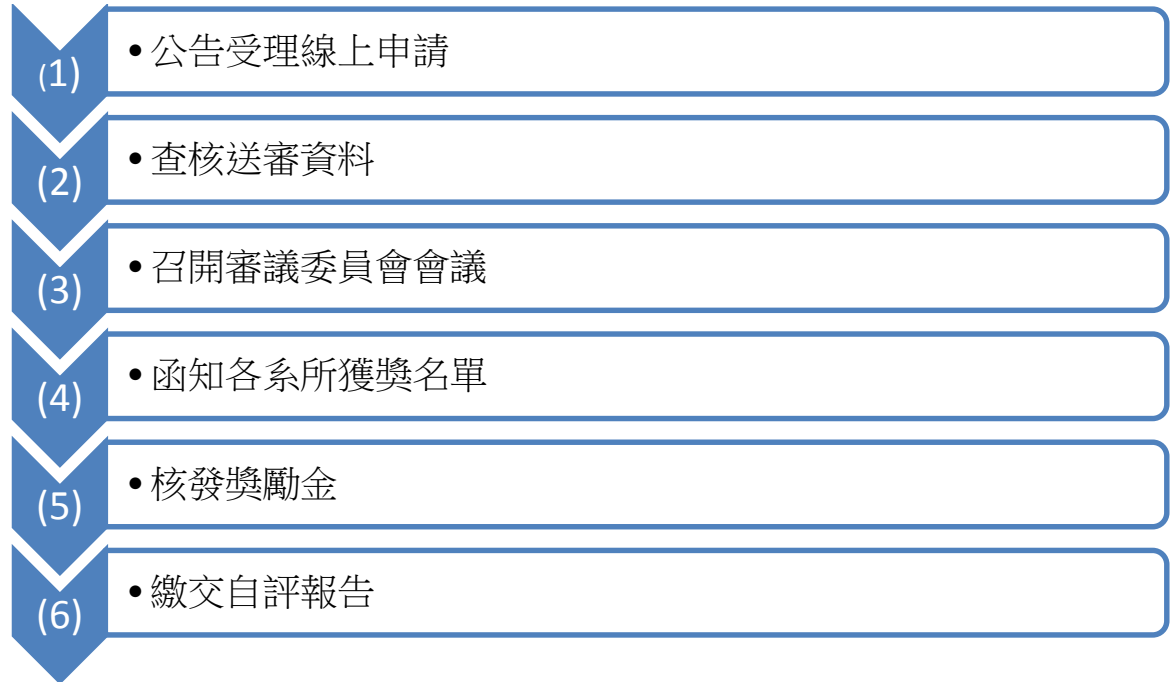 (1)
• 公告受理線上申請
(2)
• 查核送審資料
(3)
• 召開審議委員會會議
(4)
• 函知各系所獲獎名單
(5)
• 核發獎勵金
(6)
• 繳交自評報告